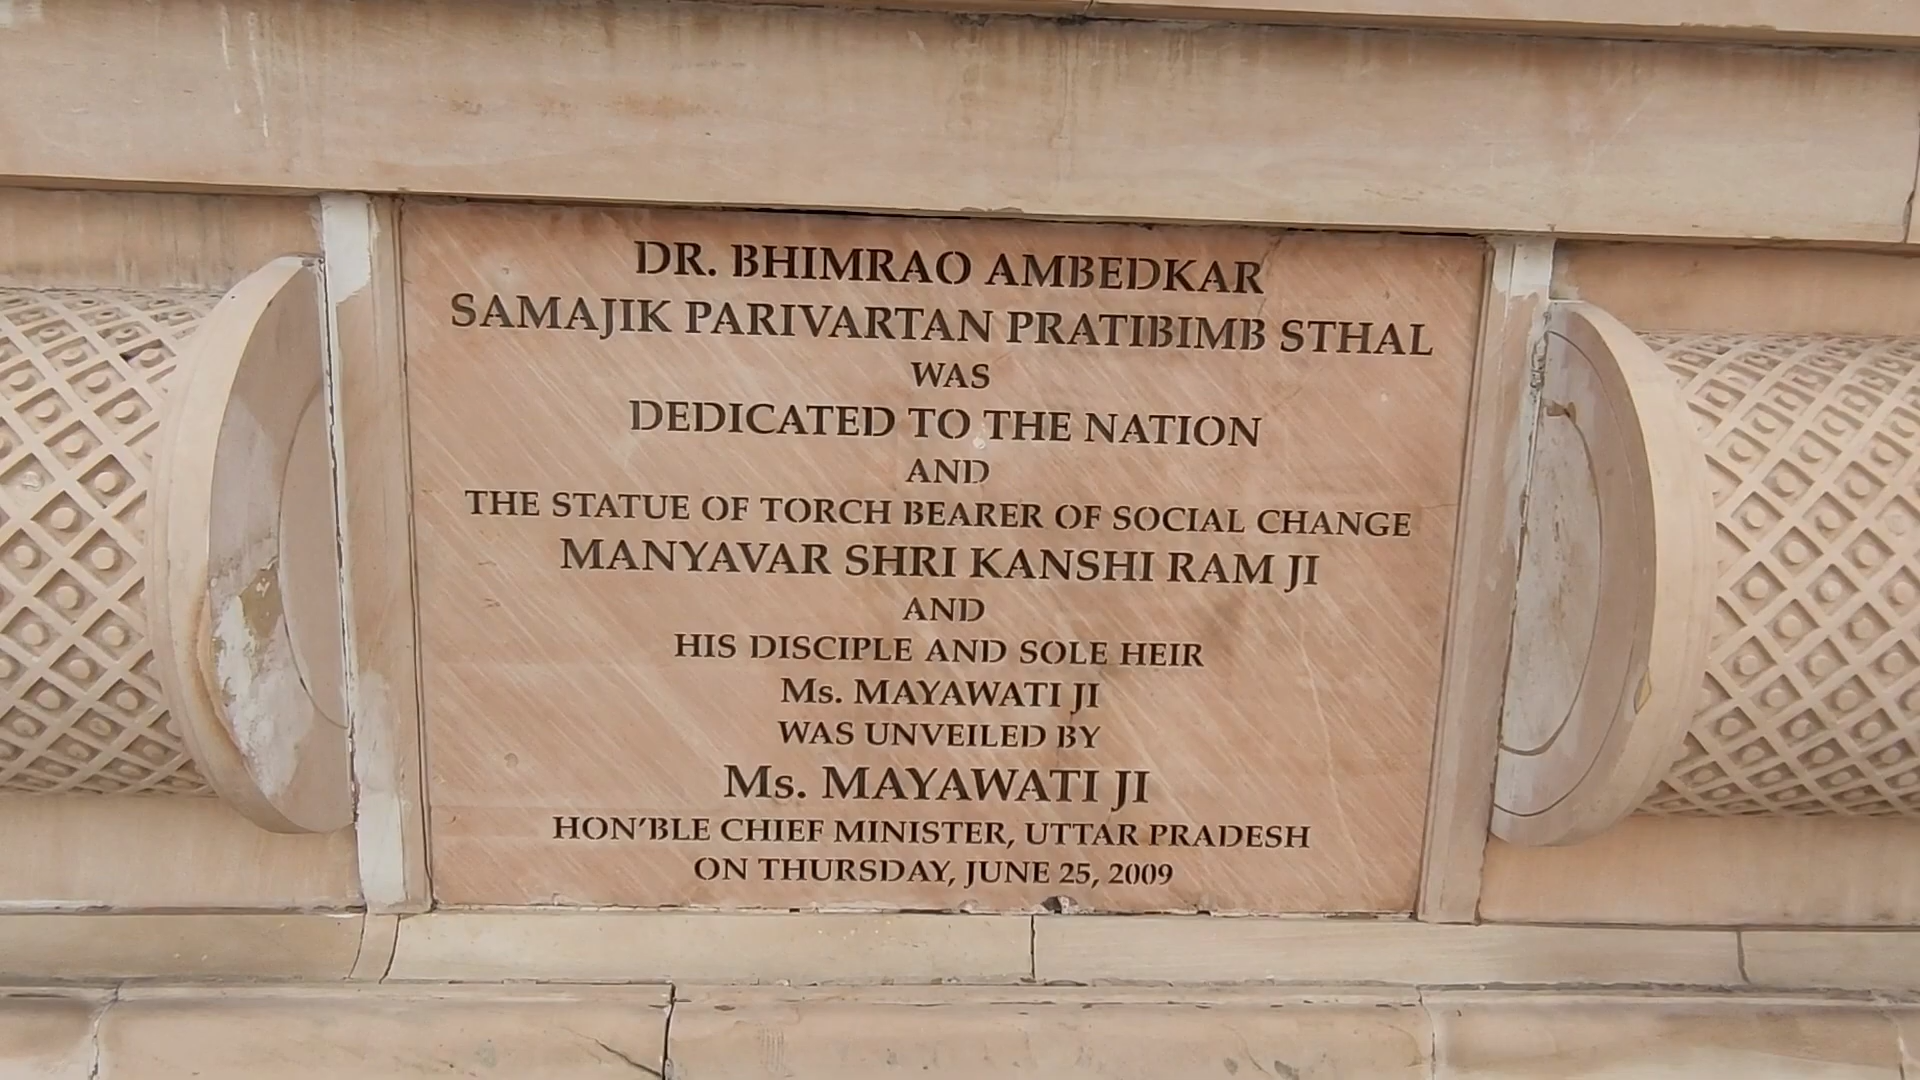 DR. BHIMRAO AMBEDKAR
SAMAJIK PARIVARTAN PRATIBIMB STHAL
WAS
DEDICATED TO THE NATION
AND
THE STATUE OF TORCH BEARER OF SOCIAL CHANGE
MANYAVAR SHRI KANSHI RAM JI
AND
HIS DISCIPLE AND SOLE HEIR
Ms. MAYAWATI JI
WAS UNVEILED BY
Ms. MAYAWATI JI
HON'BLE CHIEF MINISTER, UTTAR PRADESH
ON THURSDAY, JUNE 25, 2009